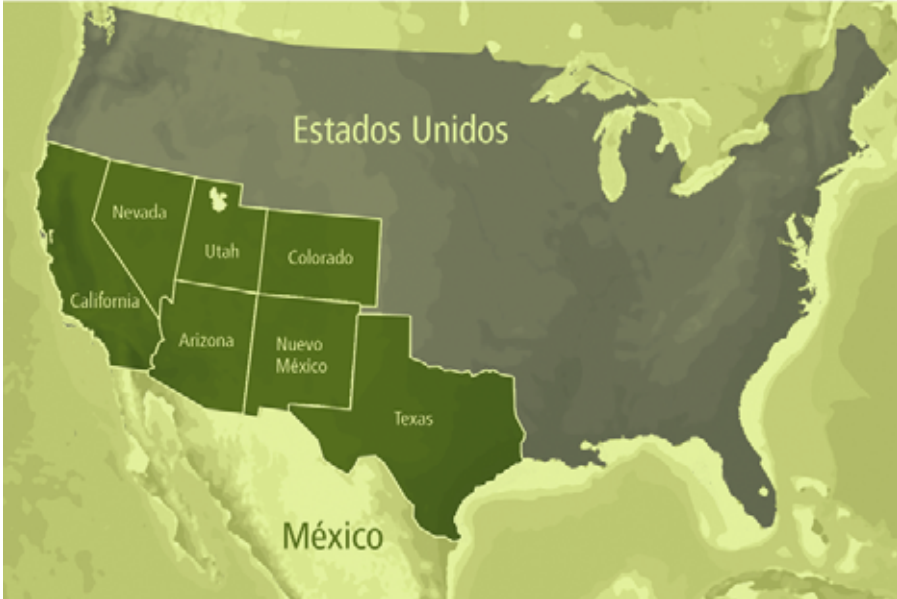 Estados Unidos
Nevada
Utah
Colorado
California
Arizona
Nuevo
México
Texas
México